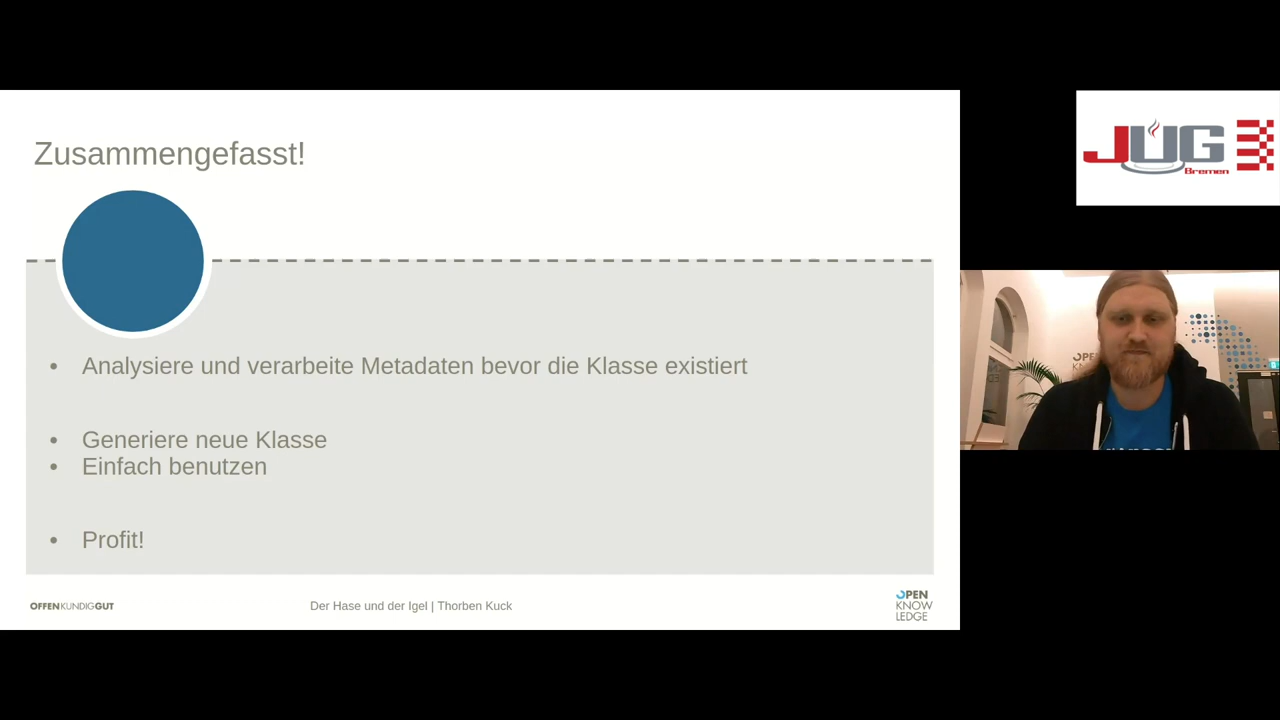 Zusammengefasst!
• Analysiere und verarbeite Metadaten bevor die Klasse existiert
• Generiere neue Klasse
• Einfach benutzen
• Profit!
OFFENKUNDIGGUT
Der Hase und der Igel | Thorben Kuck
OPEN
KNOW
LEDGE
JUG
Bremen